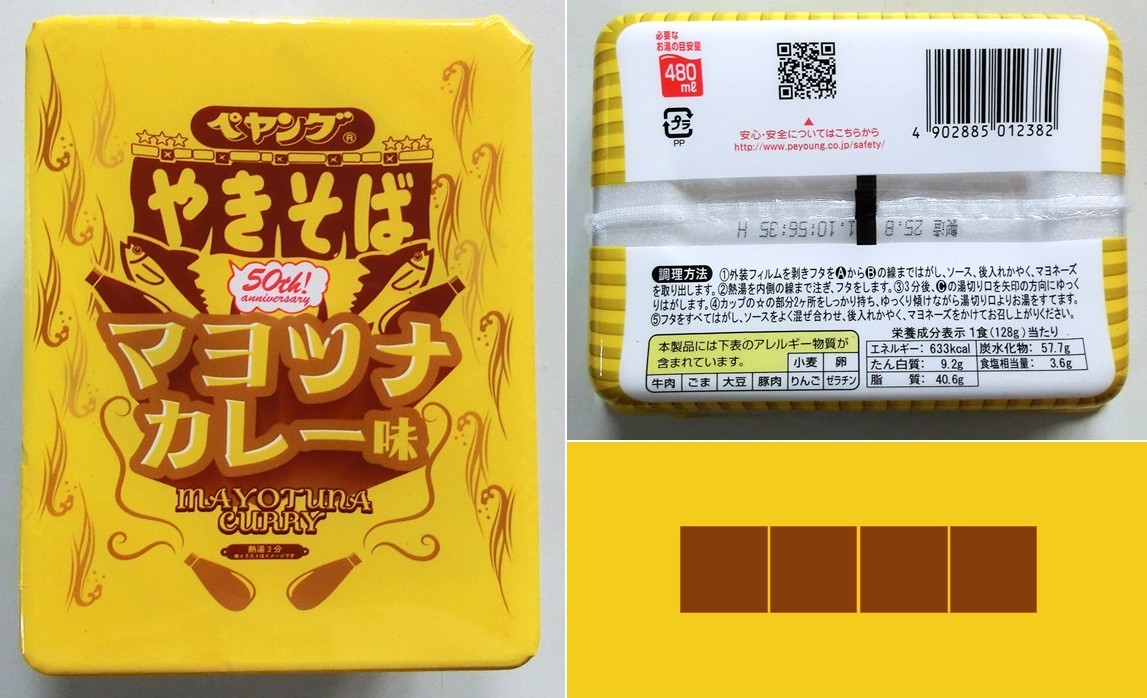 ペヤング®
やきそば
50th!
anniversary
マヨツナ
カレー味
MAYOTUNA
CURRY
熱湯3分
必要な
お湯の目安量
480
mℓ
プラ
PP
安心・安全についてはこちらから
http://www.peyoung.co.jp/safety/
4 902885 012382
製造 25.8 1.10:56:35 H
調理方法 ①外装フィルムを剥きフタをAからBの線まではがし、ソース、後入れかやく、マヨネーズ
を取り出します。②熱湯を内側の線まで注ぎ、フタをします。③3分後、Cの湯切り口を矢印の方向にゆっく
りはがします。④カップの☆の部分2ヶ所をしっかり持ち、ゆっくり傾けながら湯切り口よりお湯をすてます。
⑤フタをすべてはがし、ソースをよく混ぜ合わせ、後入れかやく、マヨネーズをかけてお召し上がりください。
本製品には下表のアレルギー物質が
含まれています。 小麦 卵
牛肉 ごま 大豆 豚肉 りんご ゼラチン
栄養成分表示 1食(128g)当たり
エネルギー: 633kcal 炭水化物: 57.7g
たん白質: 9.2g 食塩相当量: 3.6g
脂 質: 40.6g